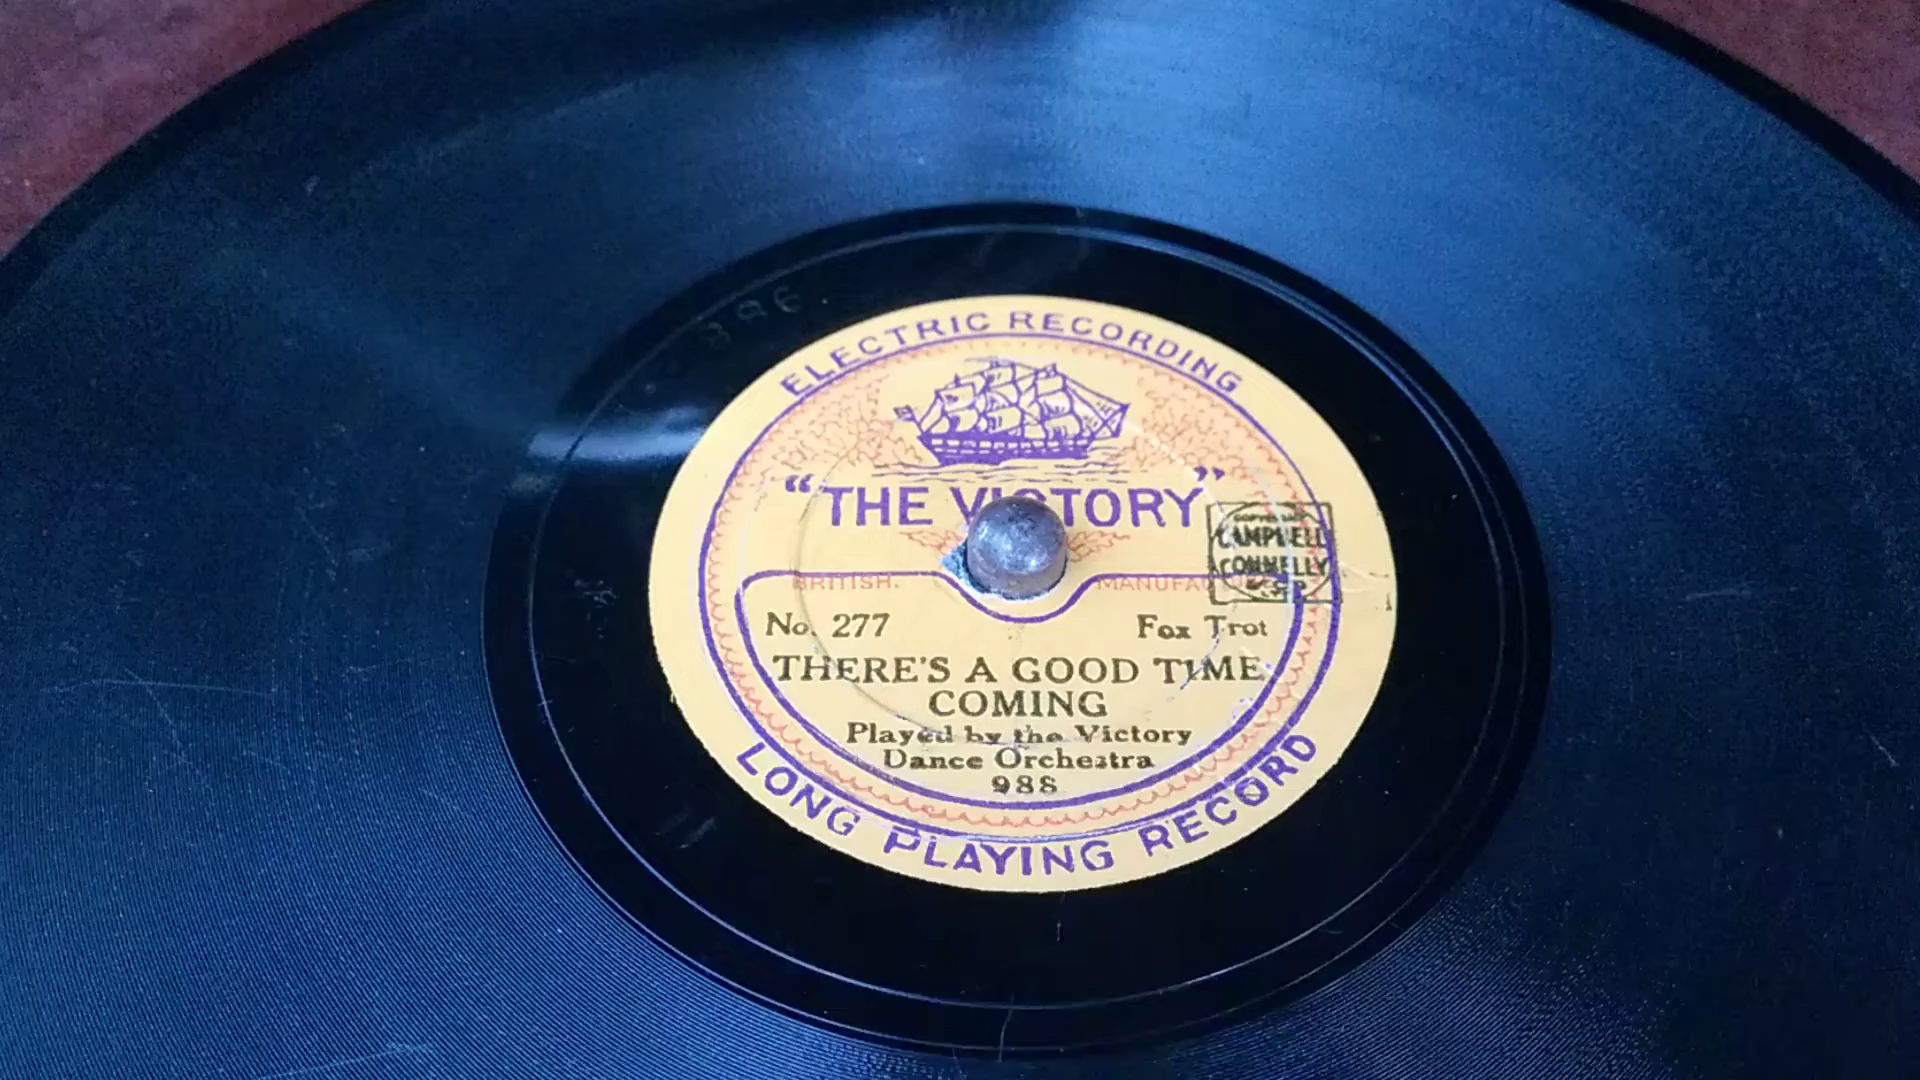 ELECTRIC RECORDING
"THE VICTORY"
BRITISH.
No. 277
Fox Trot
THERE'S A GOOD TIME
COMING
Played by the Victory
Dance Orchestra
988
LONG PLAYING RECORD
CAMPBELL
CONNELLY